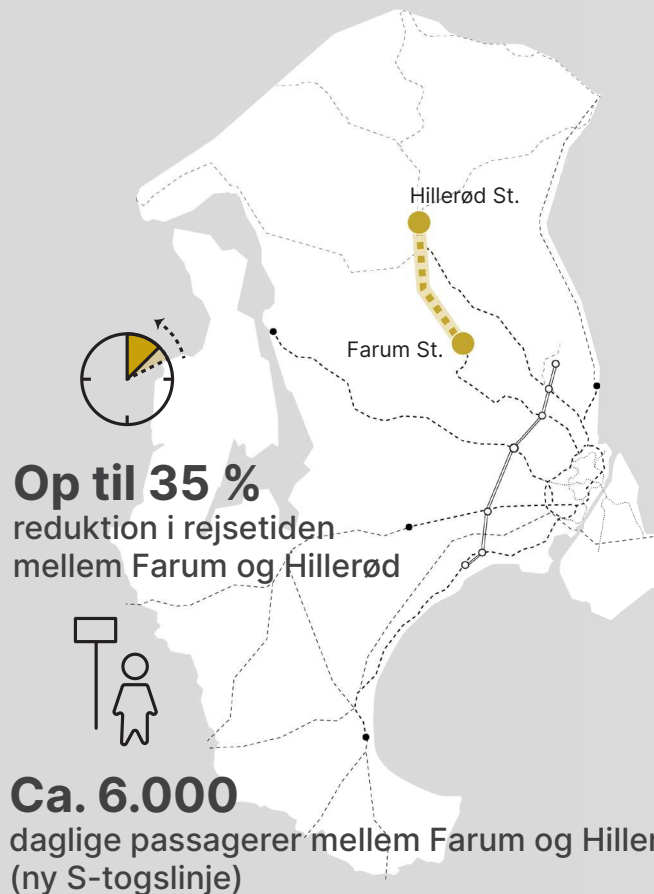 Hillerød St.
Farum St.
Op til 35 %
reduktion i rejsetiden
mellem Farum og Hillerød
Ca. 6.000
daglige passagerer mellem Farum og Hiller
(ny S-togslinje)